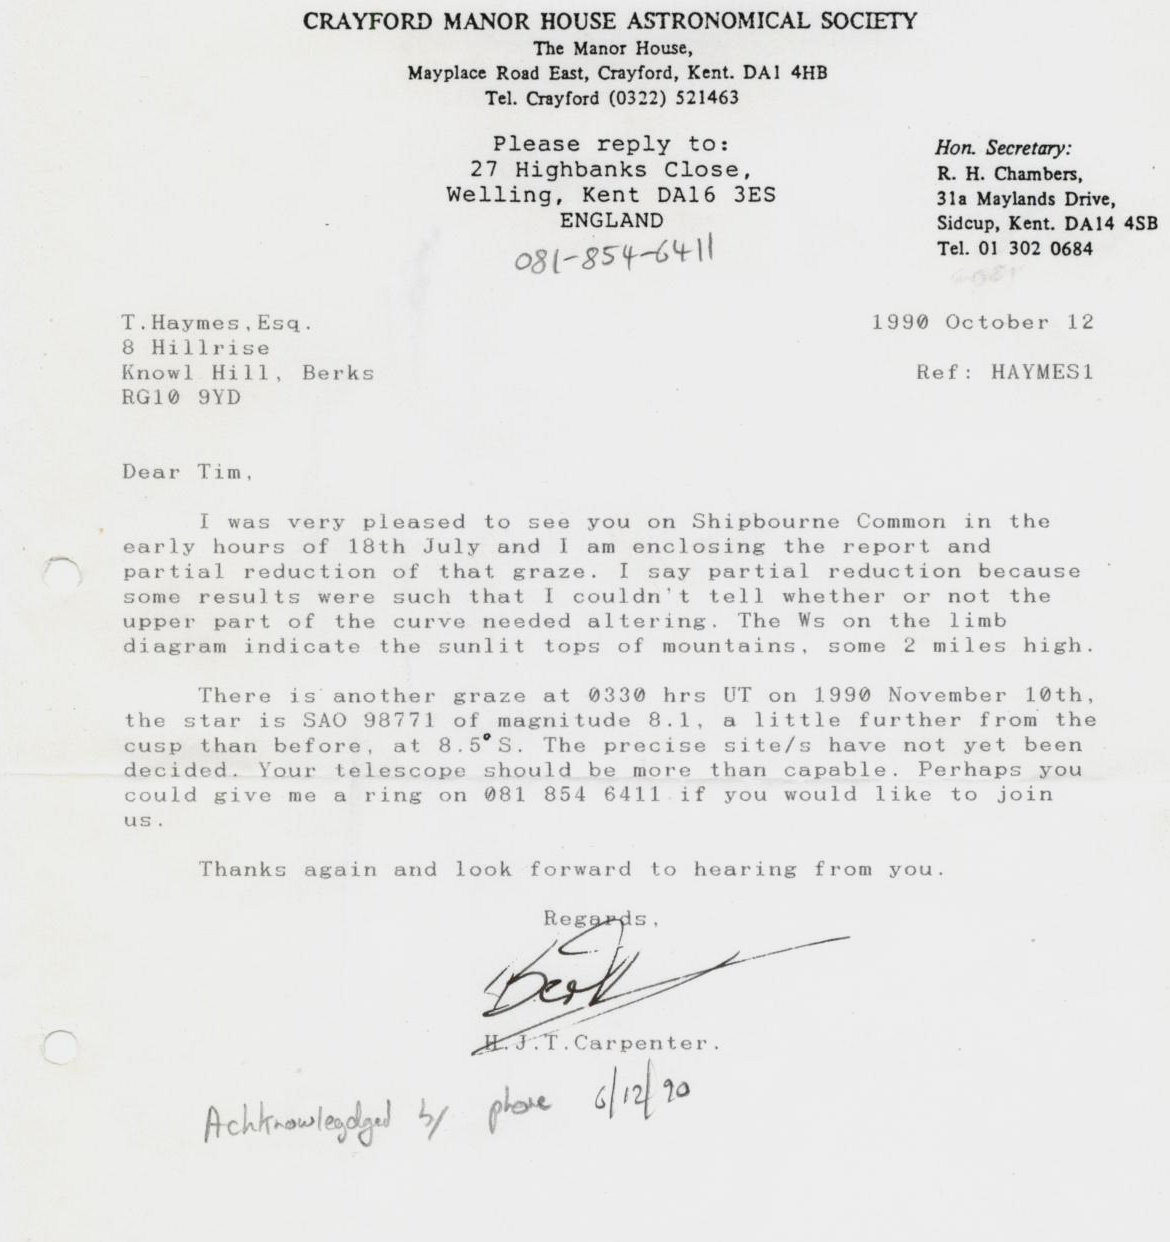 CRAYFORD MANOR HOUSE ASTRONOMICAL SOCIETY
The Manor House,
Mayplace Road East, Crayford, Kent. DA1 4HB
Tel. Crayford (0322) 521463
Please reply to:
27 Highbanks Close,
Welling, Kent DA16 3ES
ENGLAND
081-854-6411
Hon. Secretary:
R. H. Chambers,
31a Maylands Drive,
Sidcup, Kent. DA14 4SB
Tel. 01 302 0684
T.Haymes,Esq.
8 Hillrise
Knowl Hill, Berks
RG10 9YD
1990 October 12
Ref: HAYMES1
Dear Tim,
I was very pleased to see you on Shipbourne Common in the
early hours of 18th July and I am enclosing the report and
partial reduction of that graze. I say partial reduction because
some results were such that I couldn't tell whether or not the
upper part of the curve needed altering. The Ws on the limb
diagram indicate the sunlit tops of mountains, some 2 miles high.
There is another graze at 0330 hrs UT on 1990 November 10th,
the star is SAO 98771 of magnitude 8.1, a little further from the
cusp than before, at 8.5°S. The precise site/s have not yet been
decided. Your telescope should be more than capable. Perhaps you
could give me a ring on 081 854 6411 if you would like to join
us.
Thanks again and look forward to hearing from you.
Regards,
H.J.T.Carpenter.
Achknowlegdged by phone 6/12/90